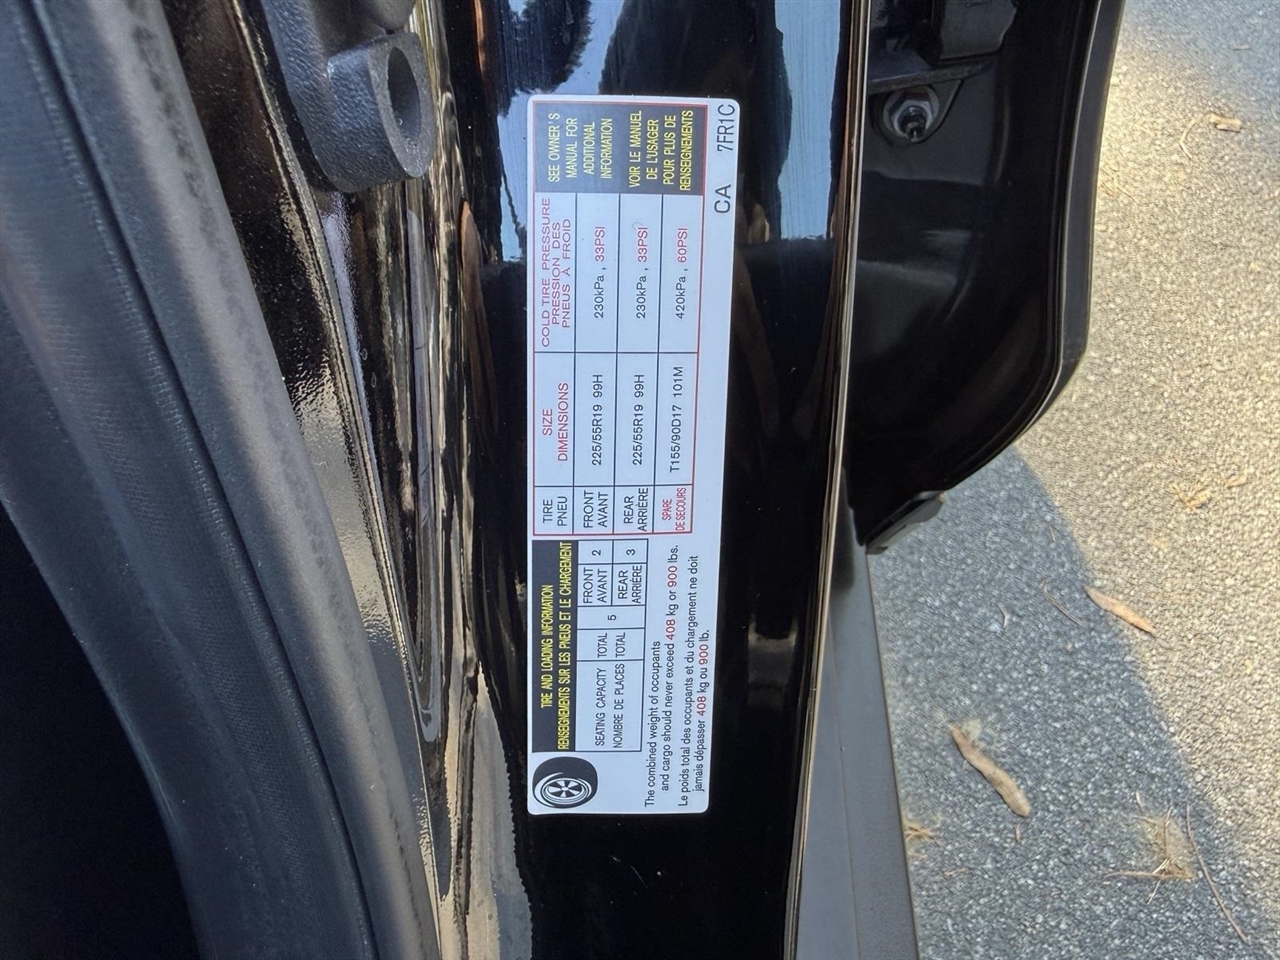 TIRE AND LOADING INFORMATION
RENSEIGNEMENTS SUR LES PNEUS ET LE CHARGEMENT
SEATING CAPACITY TOTAL 5 FRONT AVANT 2 REAR ARRIÈRE 3
NOMBRE DE PLACES TOTAL
The combined weight of occupants
and cargo should never exceed 408 kg or 900 lbs.
Le poids total des occupants et du chargement ne doit
jamais dépasser 408 kg ou 900 lb.
TIRE
PNEU
SIZE
DIMENSIONS
COLD TIRE PRESSURE
PRESSION DES
PNEUS À FROID
FRONT
AVANT
225/55R19 99H
230kPa , 33PSI
REAR
ARRIÈRE
225/55R19 99H
230kPa , 33PSI
SPARE
DE SECOURS
T155/90D17 101M
420kPa , 60PSI
SEE OWNER'S
MANUAL FOR
ADDITIONAL
INFORMATION
VOIR LE MANUEL
DE L'USAGER
POUR PLUS DE
RENSEIGNEMENTS
CA 7FR1C